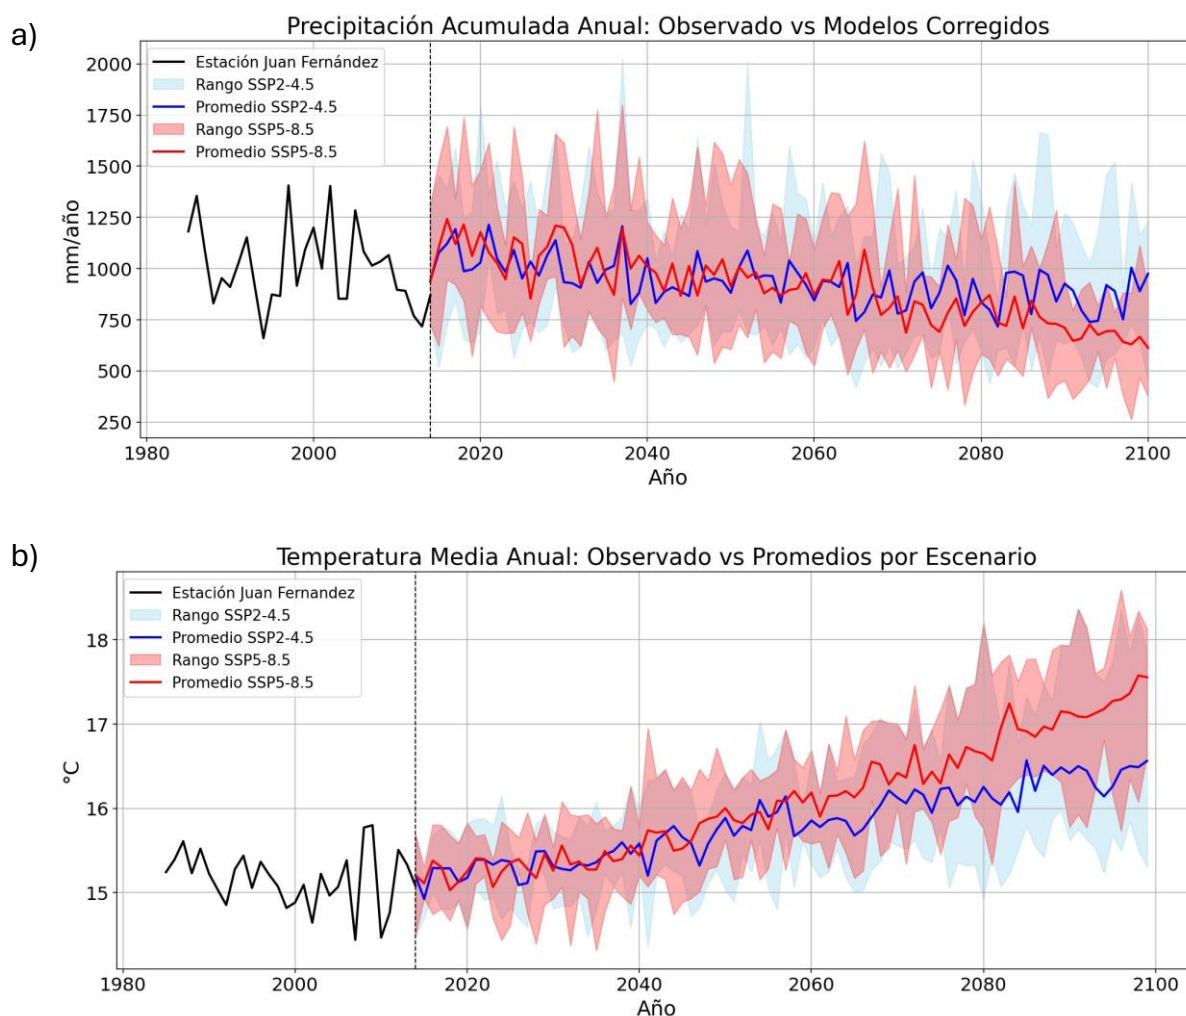 a)
Precipitación Acumulada Anual: Observado vs Modelos Corregidos
Estación Juan Fernández
Rango SSP2-4.5
Promedio SSP2-4.5
Rango SSP5-8.5
Promedio SSP5-8.5
mm/año
2000
1750
1500
1250
1000
750
500
250
1980
2000
2020
2040
2060
2080
2100
Año
b)
Temperatura Media Anual: Observado vs Promedios por Escenario
Estación Juan Fernandez
Rango SSP2-4.5
Promedio SSP2-4.5
Rango SSP5-8.5
Promedio SSP5-8.5
°C
18
17
16
15
1980
2000
2020
2040
2060
2080
2100
Año